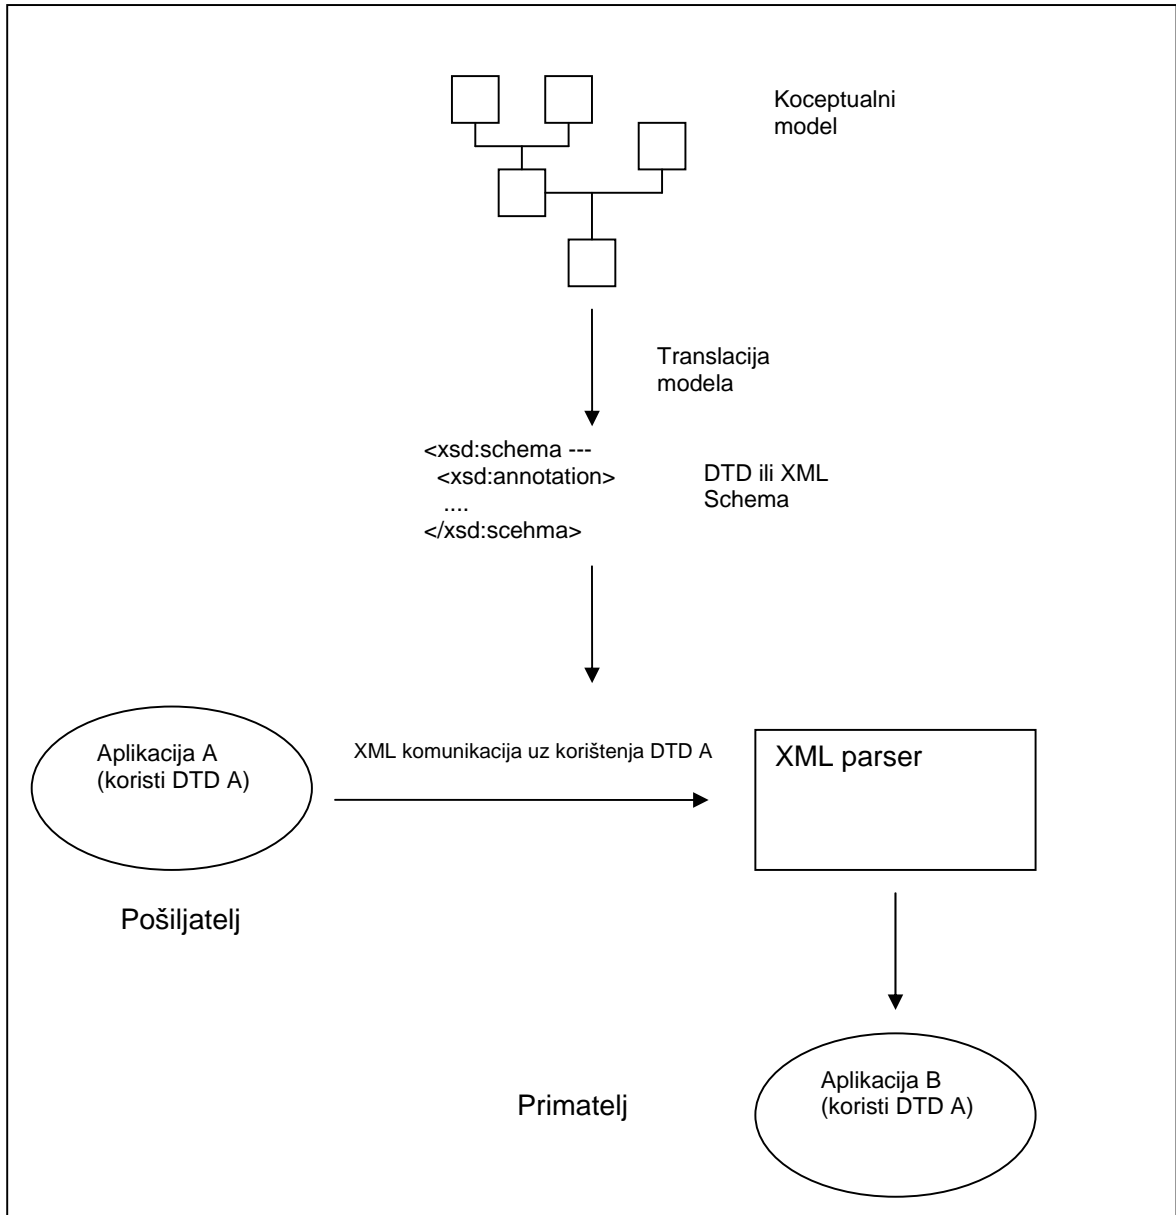 Koceptualni
model
Translacija
modela
<xsd:schema ---
<xsd:annotation>
....
</xsd:scehma>
DTD ili XML
Schema
Aplikacija A
(koristi DTD A)
XML komunikacija uz korištenja DTD A
XML parser
Pošiljatelj
Primatelj
Aplikacija B
(koristi DTD A)